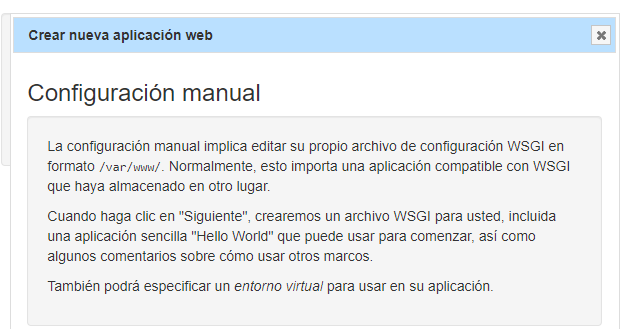 Crear nueva aplicación web
Configuración manual
La configuración manual implica editar su propio archivo de configuración WSGI en
formato /var/www/. Normalmente, esto importa una aplicación compatible con WSGI
que haya almacenado en otro lugar.
Cuando haga clic en "Siguiente", crearemos un archivo WSGI para usted, incluida
una aplicación sencilla "Hello World" que puede usar para comenzar, así como
algunos comentarios sobre cómo usar otros marcos.
También podrá especificar un entorno virtual para usar en su aplicación.